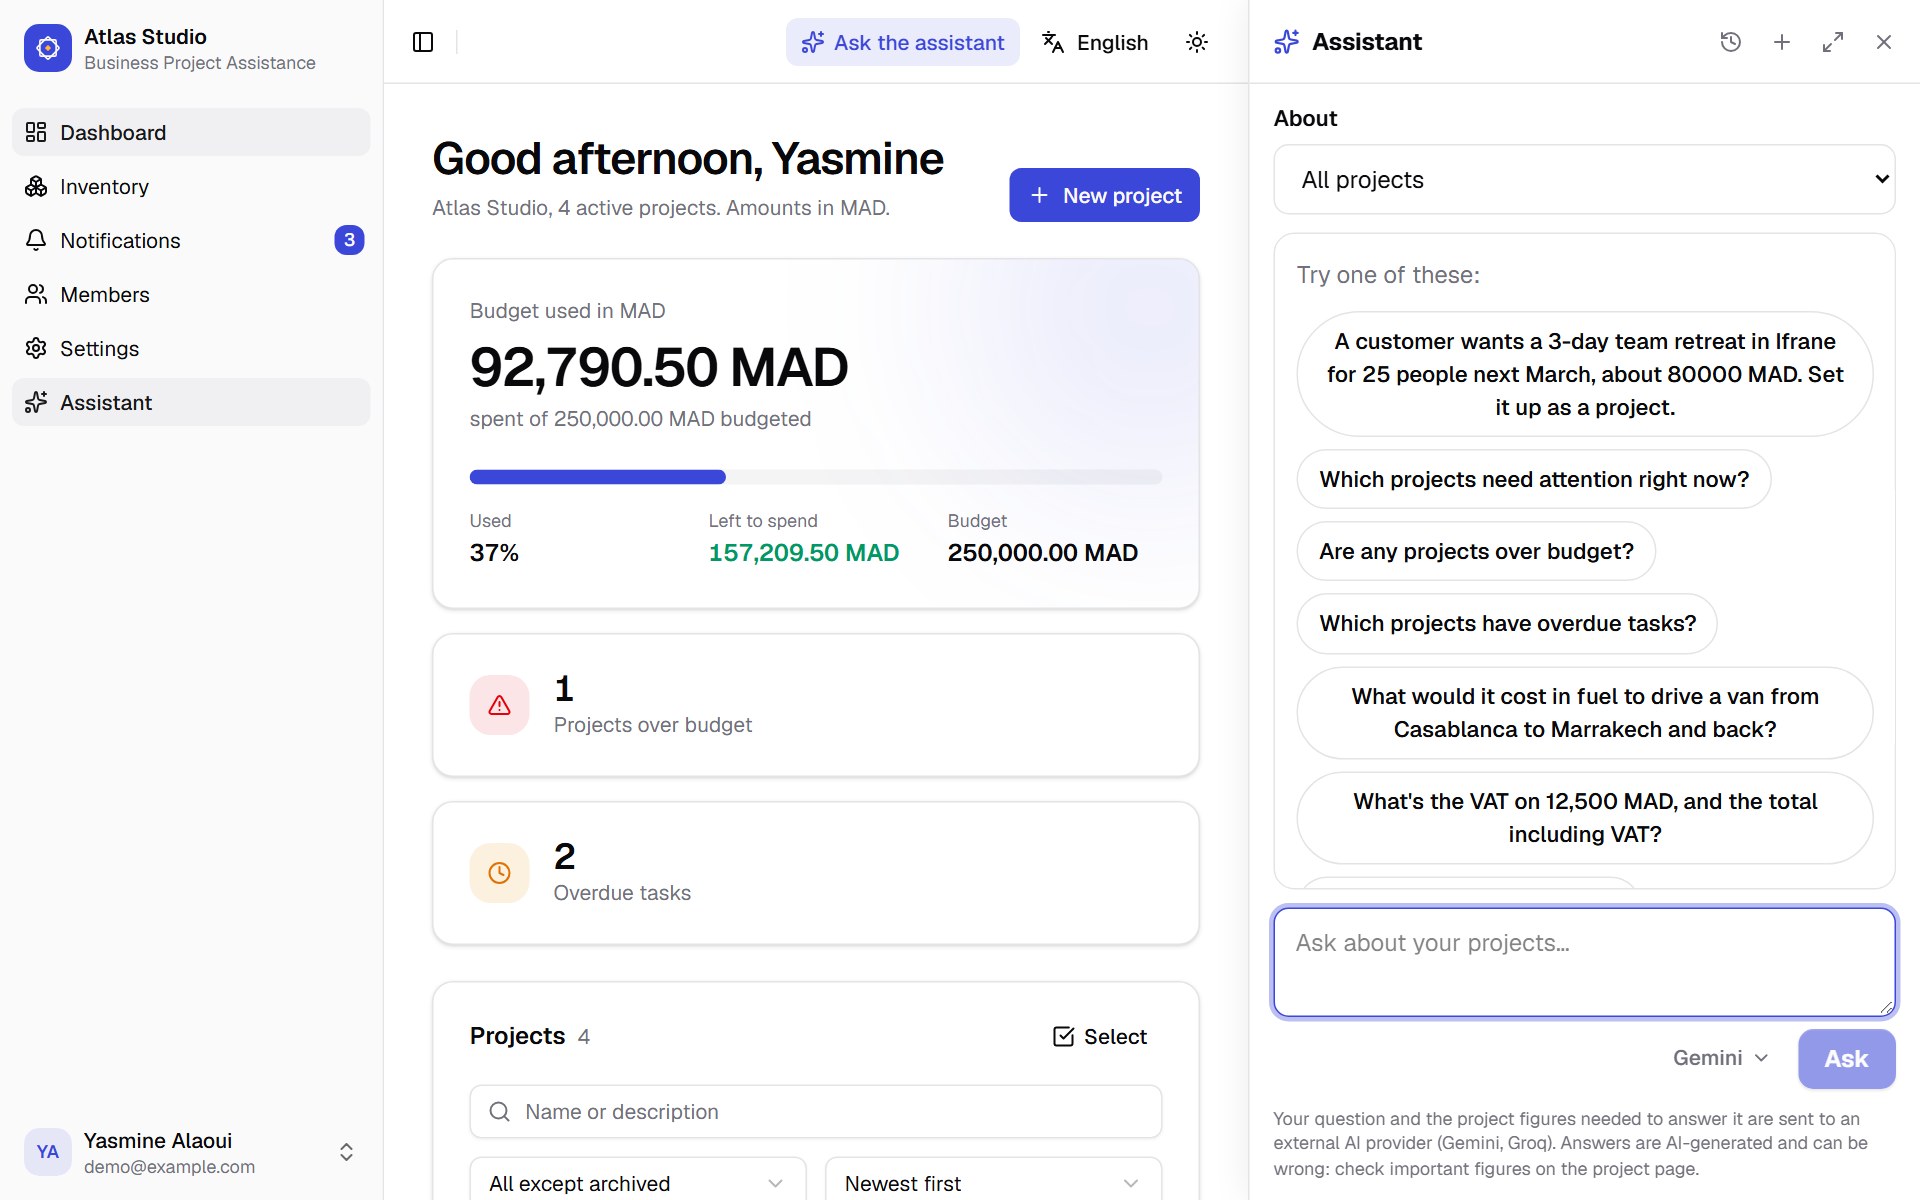 Atlas Studio
Business Project Assistance
Dashboard
Inventory
Notifications
3
Members
Settings
Assistant
Yasmine Alaoui
demo@example.com
YA
Ask the assistant
English
Good afternoon, Yasmine
Atlas Studio, 4 active projects. Amounts in MAD.
New project
Budget used in MAD
92,790.50 MAD
spent of 250,000.00 MAD budgeted
Used
37%
Left to spend
157,209.50 MAD
Budget
250,000.00 MAD
1
Projects over budget
2
Overdue tasks
Projects 4
Select
Name or description
All except archived
Newest first
Assistant
About
All projects
Try one of these:
A customer wants a 3-day team retreat in Ifrane
for 25 people next March, about 80000 MAD. Set
it up as a project.
Which projects need attention right now?
Are any projects over budget?
Which projects have overdue tasks?
What would it cost in fuel to drive a van from
Casablanca to Marrakech and back?
What's the VAT on 12,500 MAD, and the total
including VAT?
Ask about your projects...
Gemini
Ask
Your question and the project figures needed to answer it are sent to an
external AI provider (Gemini, Groq). Answers are AI-generated and can be
wrong: check important figures on the project page.